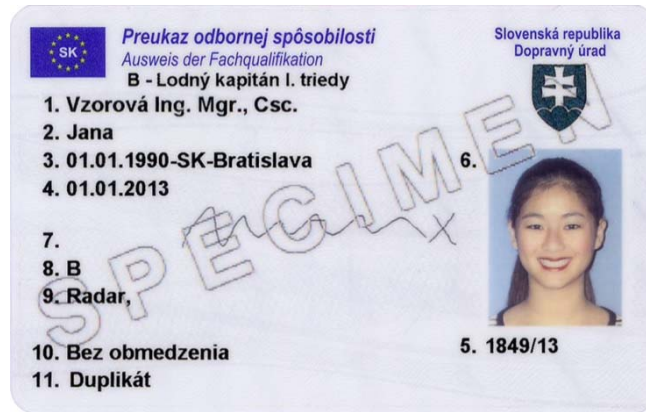 SK
Preukaz odbornej spôsobilosti
Ausweis der Fachqualifikation
B - Lodný kapitán I. triedy
Slovenská republika
Dopravný úrad
1. Vzorová Ing. Mgr., Csc.
2. Jana
3. 01.01.1990-SK-Bratislava
4. 01.01.2013
6.
7.
8. B
9. Radar,
10. Bez obmedzenia
11. Duplikát
5. 1849/13
SPECIMEN